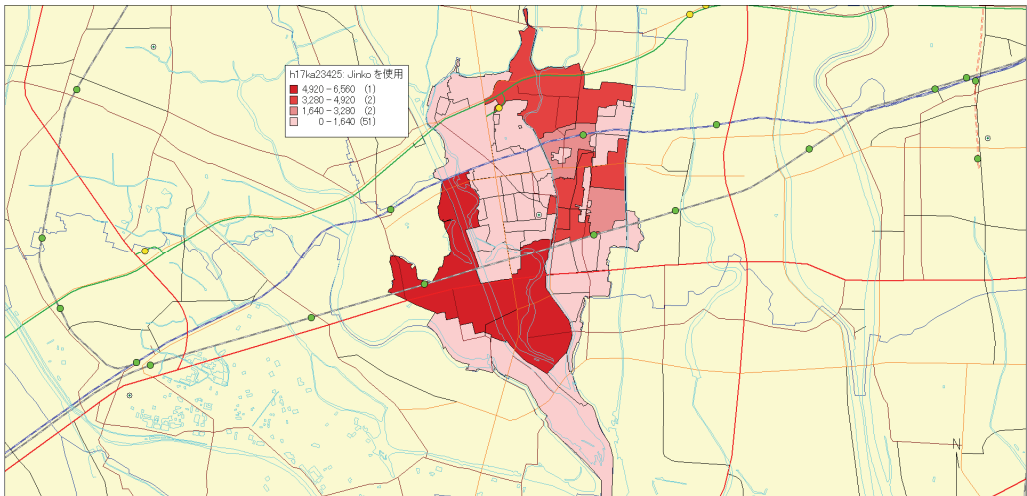 h17ka23425: Jinko を使用
4,920 – 6,560 (1)
3,280 – 4,920 (2)
1,640 – 3,280 (2)
0 – 1,640 (51)
N